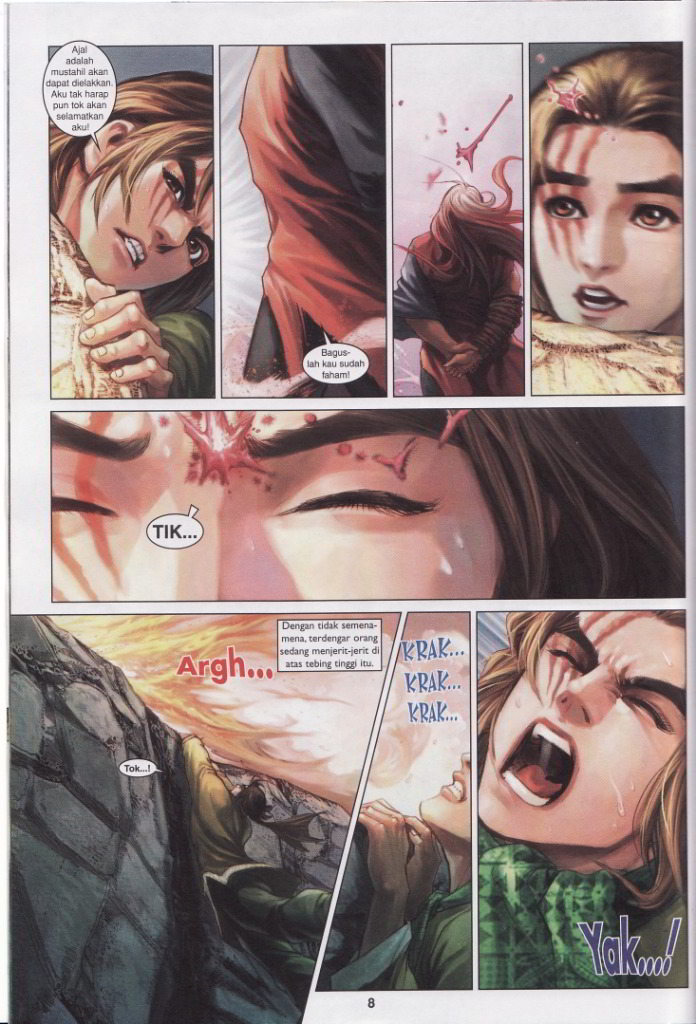 Ajal
adalah
mustahil akan
dapat dielakkan.
Aku tak harap
pun tok akan
selamatkan
aku!
Bagus-
lah kau sudah
faham!
TIK...
Dengan tidak semena-
mena, terdengar orang
sedang menjerit-jerit di
atas tebing tinggi itu.
Argh...
Tok...!
KRAK...
KRAK...
KRAK...
Yak....!
8